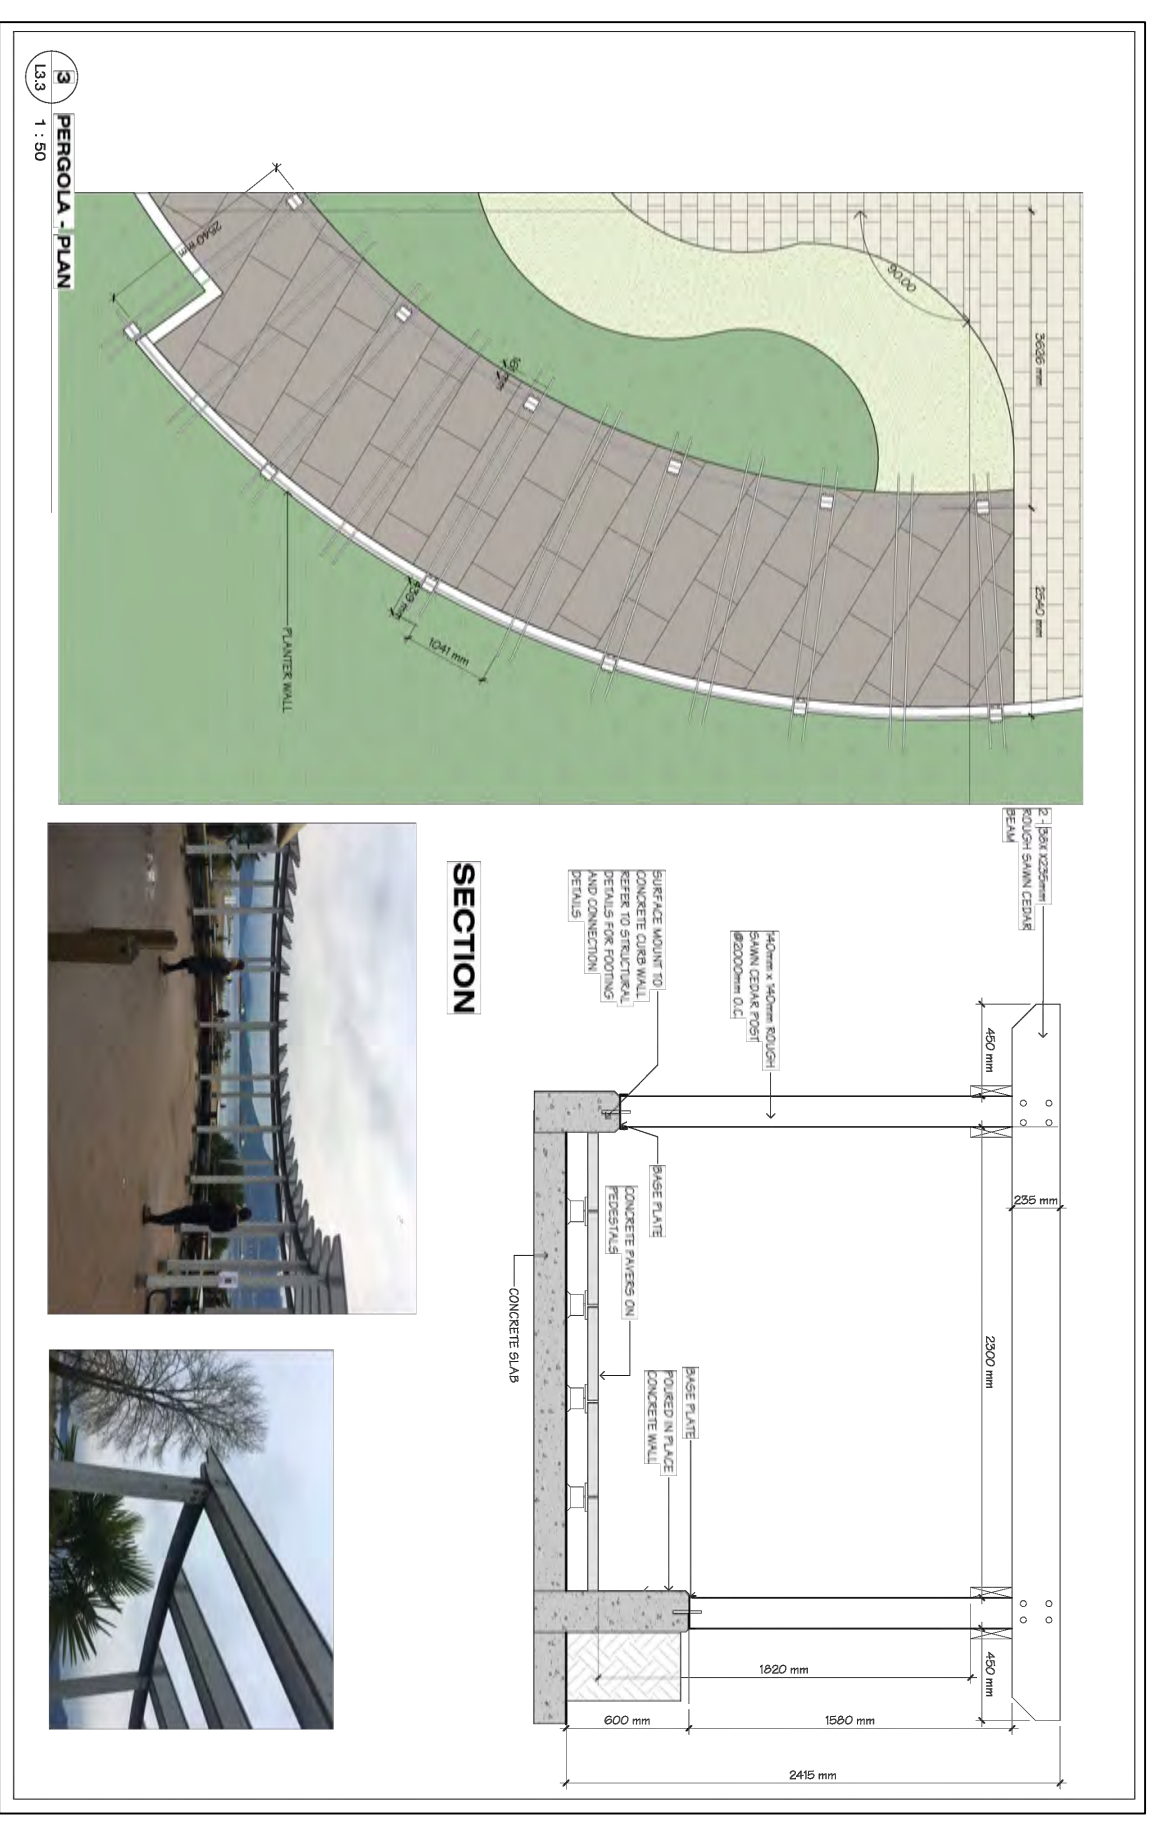 3
L3.3
PERGOLA - PLAN
1 : 50
3626 mm
2540 mm
90.00
2540 mm
1041 mm
PLANTER WALL
2 - 38X X235mm
ROUGH SAWN CEDAR
BEAM
140mm x 140mm ROUGH
SAWN CEDAR POST
@2000mm O.C.
SURFACE MOUNT TO
CONCRETE CURB WALL
REFER TO STRUCTURAL
DETAILS FOR FOOTING
AND CONNECTION
DETAILS
SECTION
450 mm
235 mm
2300 mm
450 mm
BASE PLATE
CONCRETE PAVERS ON
PEDESTALS
CONCRETE SLAB
BASE PLATE
POURED IN PLACE
CONCRETE WALL
1820 mm
600 mm
1580 mm
2415 mm